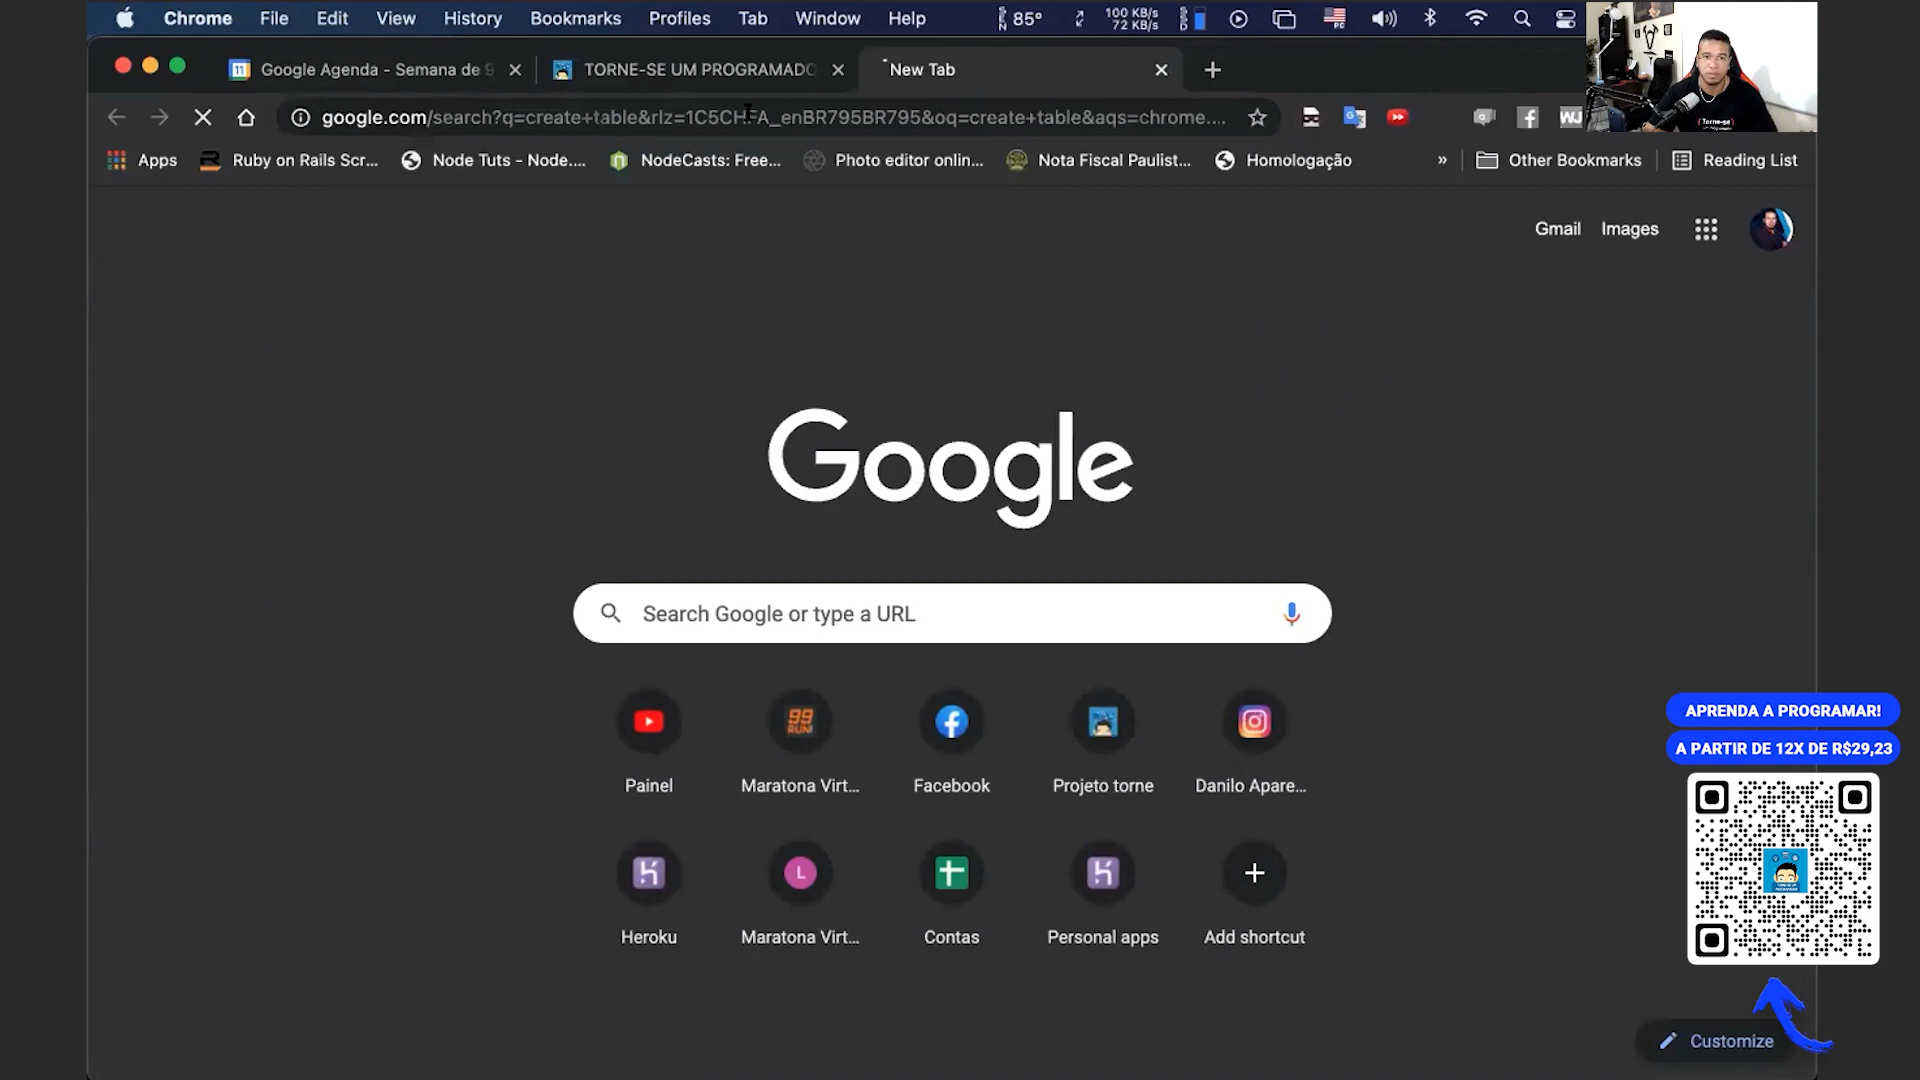 Chrome File Edit View History Bookmarks Profiles Tab Window Help 85° 100 KB/s
72 KB/s
Google Agenda - Semana de 9
TORNE-SE UM PROGRAMADO
New Tab
google.com/search?q=create+table&rlz=1C5CHFA_enBR795BR795&oq=create+table&aqs=chrome....
WJ
Apps Ruby on Rails Scr... Node Tuts - Node.... NodeCasts: Free... Photo editor onlin... Nota Fiscal Paulist... Homologação » Other Bookmarks Reading List
Gmail Images
Google
Search Google or type a URL
Painel Maratona Virt... Facebook Projeto torne Danilo Apare...
Heroku Maratona Virt... Contas Personal apps Add shortcut
APRENDA A PROGRAMAR!
A PARTIR DE 12X DE R$29,23
Customize